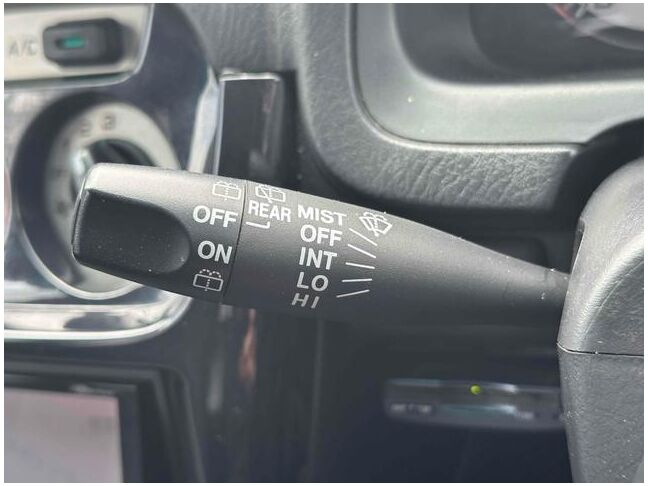 A/C
OFF
ON
REAR
MIST
OFF
INT
LO
HI